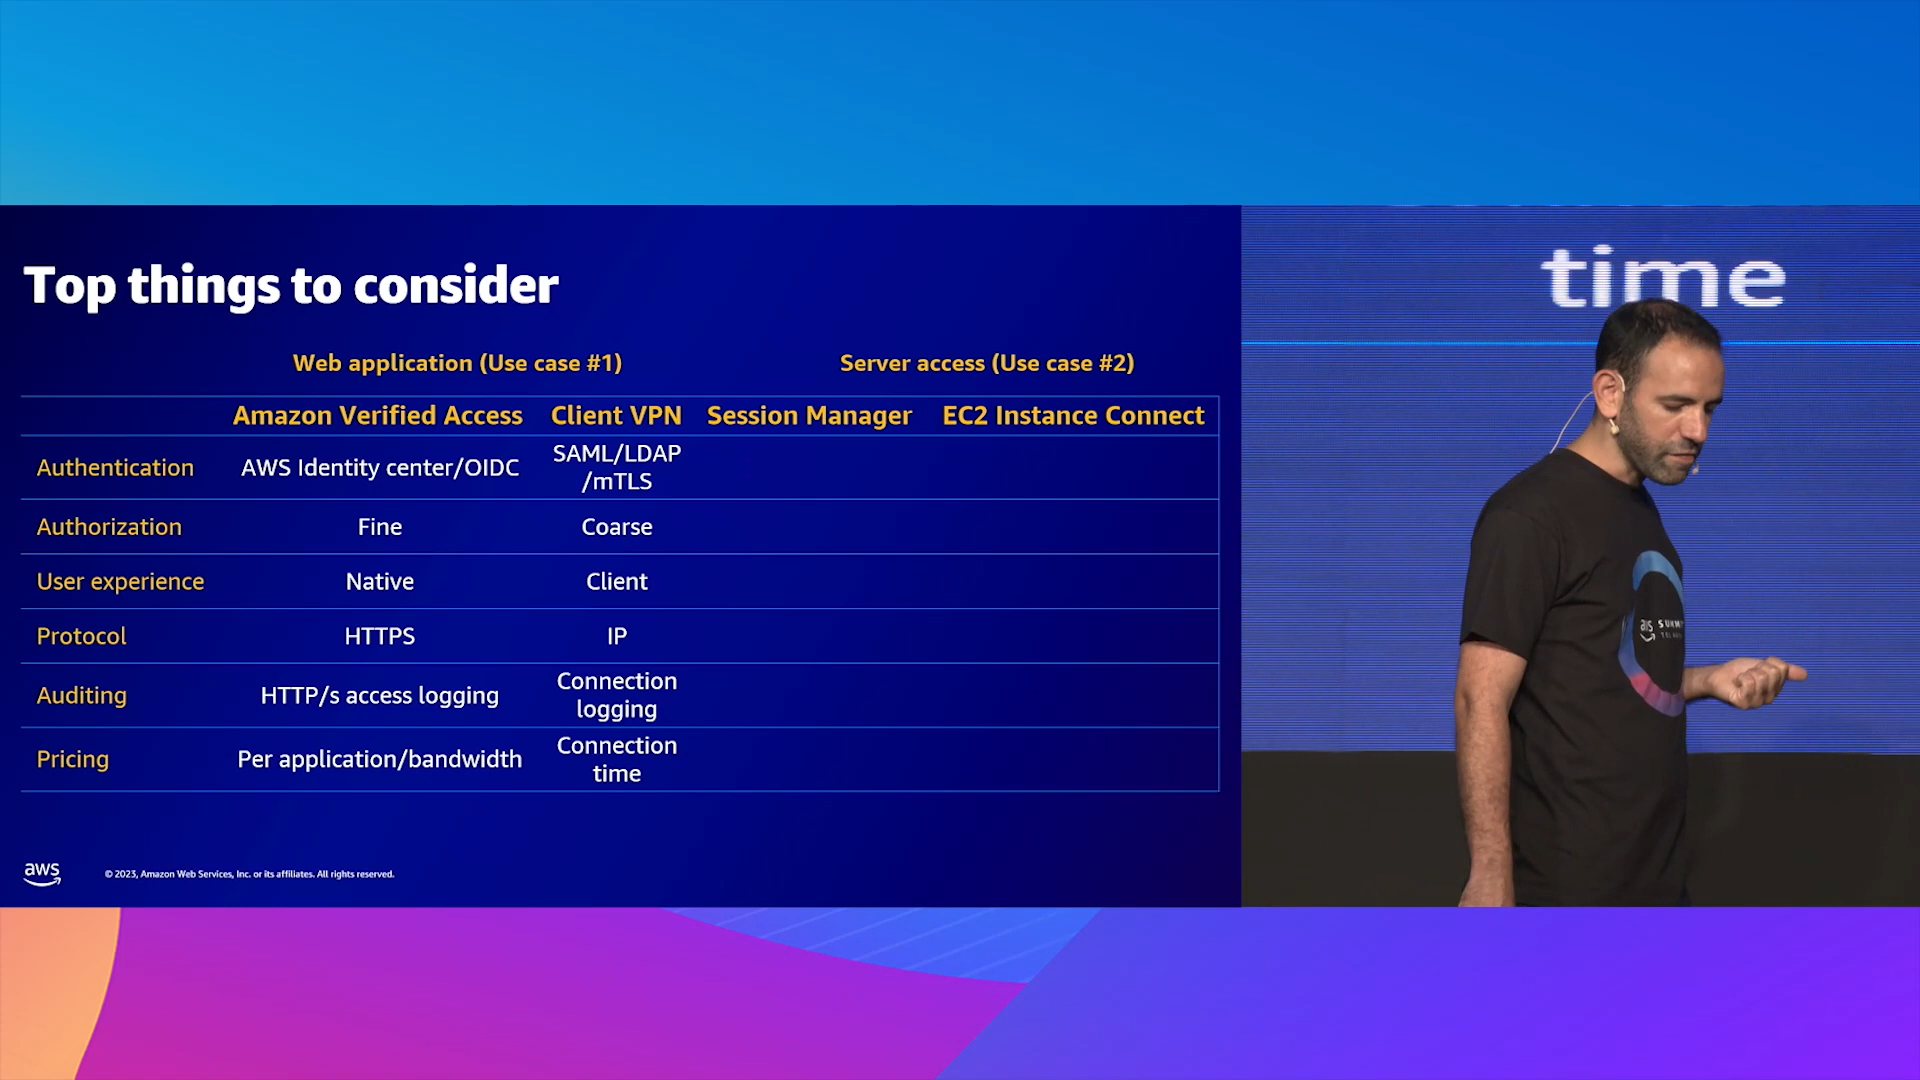 Top things to consider
time
Web application (Use case #1) Server access (Use case #2)
Amazon Verified Access Client VPN Session Manager EC2 Instance Connect
Authentication AWS Identity center/OIDC SAML/LDAP
/mTLS
Authorization Fine Coarse
User experience Native Client
Protocol HTTPS IP
Auditing HTTP/s access logging Connection
logging
Pricing Per application/bandwidth Connection
time
aws © 2023, Amazon Web Services, Inc. or its affiliates. All rights reserved.
aws